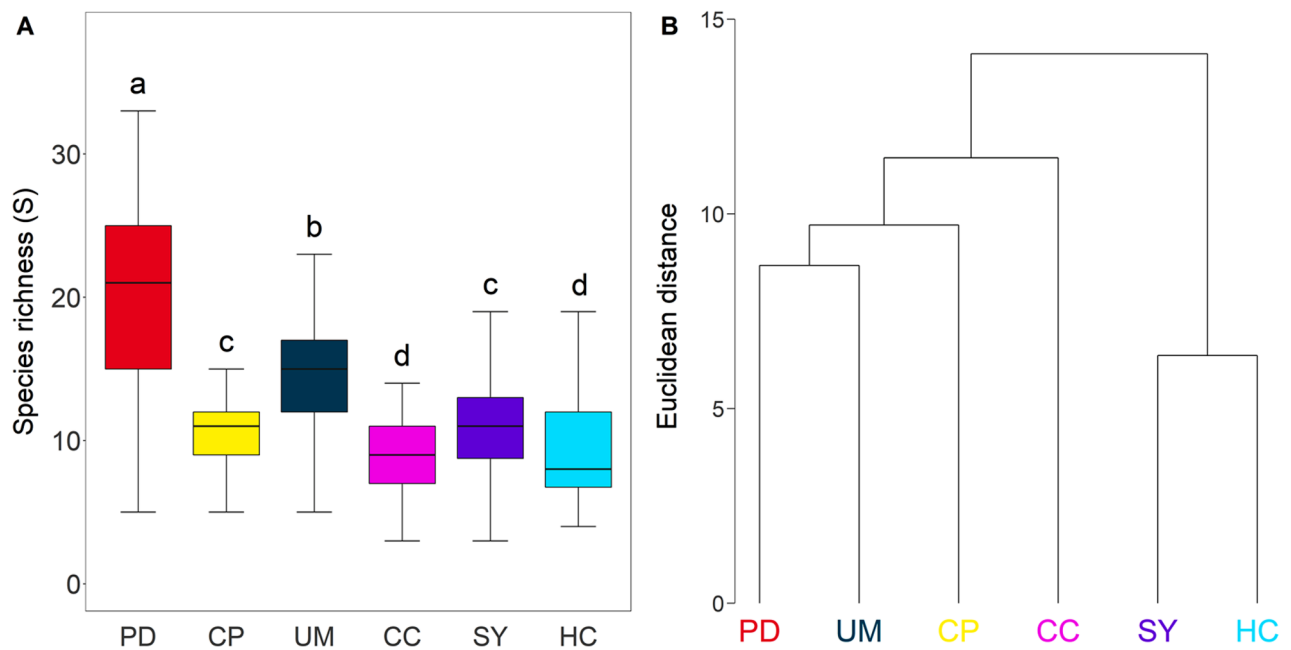 A
Species richness (S)
30
20
10
0
a
c
b
d
c
d
PD CP UM CC SY HC
B
Euclidean distance
15
10
5
0
PD UM CP CC SY HC